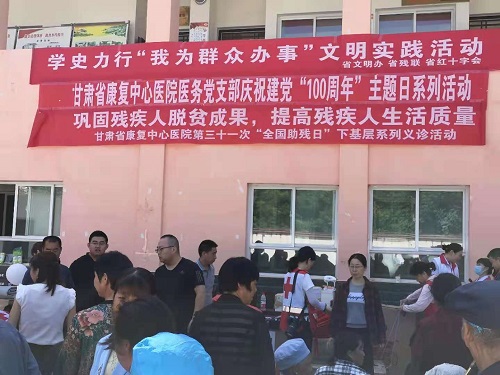 学史力行“我为群众办事”文明实践活动
省文明办 省残联 省红十字会
甘肃省康复中心医院医务党支部庆祝建党“100周年”主题日系列活动
巩固残疾人脱贫成果，提高残疾人生活质量
甘肃省康复中心医院第三十一次“全国助残日”下基层系列义诊活动